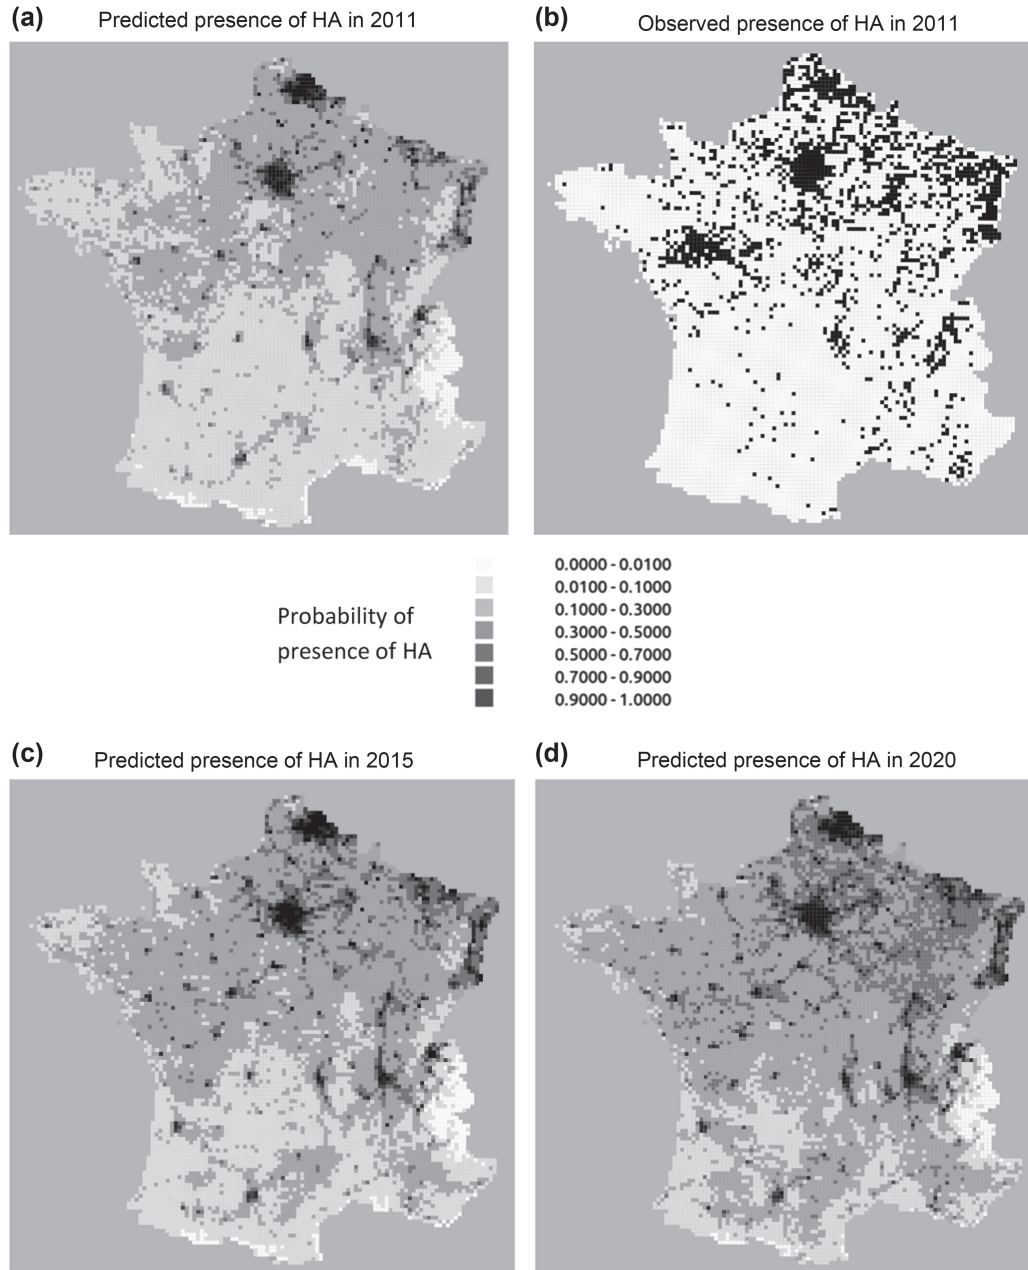 (a) Predicted presence of HA in 2011
(b) Observed presence of HA in 2011
Probability of
presence of HA
0.0000 - 0.0100
0.0100 - 0.1000
0.1000 - 0.3000
0.3000 - 0.5000
0.5000 - 0.7000
0.7000 - 0.9000
0.9000 - 1.0000
(c) Predicted presence of HA in 2015
(d) Predicted presence of HA in 2020